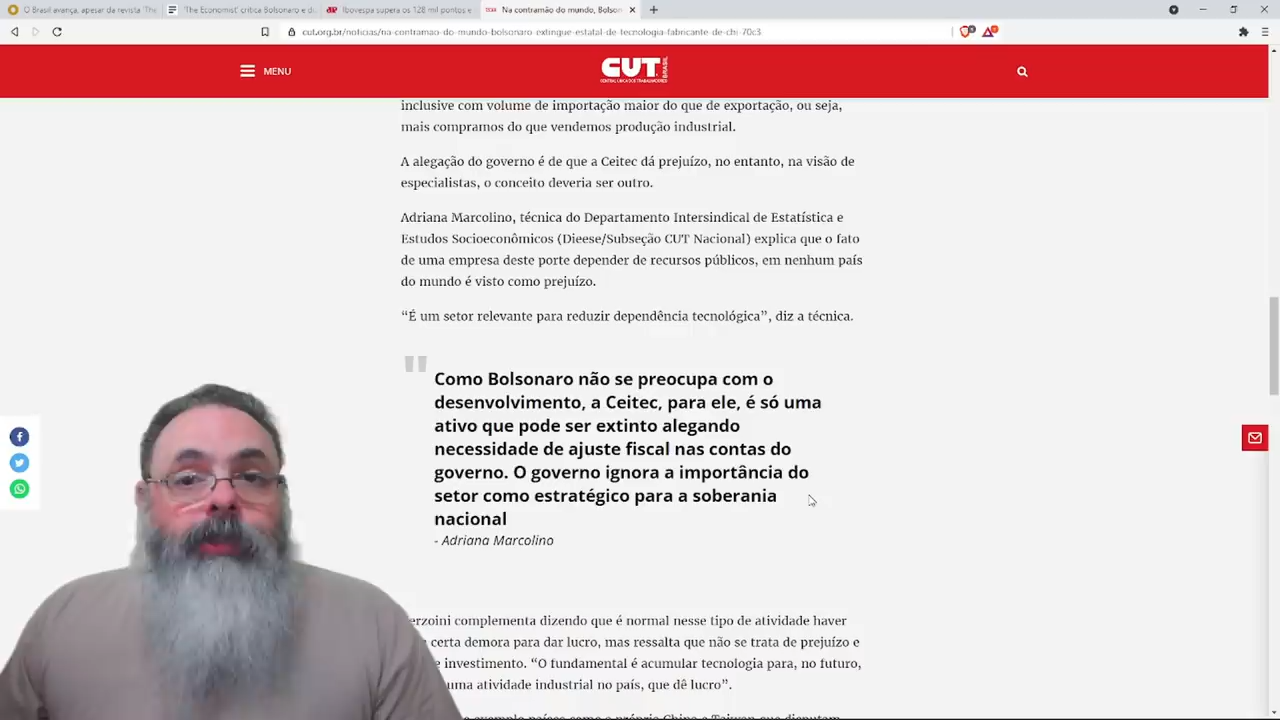 O Brasil avança, apesar da revista 'The
'The Economist' critica Bolsonaro e di
Ibovespa supera os 128 mil pontos e
Na contramão do mundo, Bolson
cut.org.br/noticias/na-contramao-do-mundo-bolsonaro-extingue-estatal-de-tecnologia-fabricante-de-chi-70c3
MENU
CUT BRASIL
CENTRAL ÚNICA DOS TRABALHADORES
inclusive com volume de importação maior do que de exportação, ou seja,
mais compramos do que vendemos produção industrial.
A alegação do governo é de que a Ceitec dá prejuízo, no entanto, na visão de
especialistas, o conceito deveria ser outro.
Adriana Marcolino, técnica do Departamento Intersindical de Estatística e
Estudos Socioeconômicos (Dieese/Subseção CUT Nacional) explica que o fato
de uma empresa deste porte depender de recursos públicos, em nenhum país
do mundo é visto como prejuízo.
“É um setor relevante para reduzir dependência tecnológica”, diz a técnica.
"
Como Bolsonaro não se preocupa com o
desenvolvimento, a Ceitec, para ele, é só uma
ativo que pode ser extinto alegando
necessidade de ajuste fiscal nas contas do
governo. O governo ignora a importância do
setor como estratégico para a soberania
nacional
- Adriana Marcolino
erzoini complementa dizendo que é normal nesse tipo de atividade haver
certa demora para dar lucro, mas ressalta que não se trata de prejuízo e
e investimento. “O fundamental é acumular tecnologia para, no futuro,
uma atividade industrial no país, que dê lucro”.
exemplo países como a própria China e Taiwan que disputam